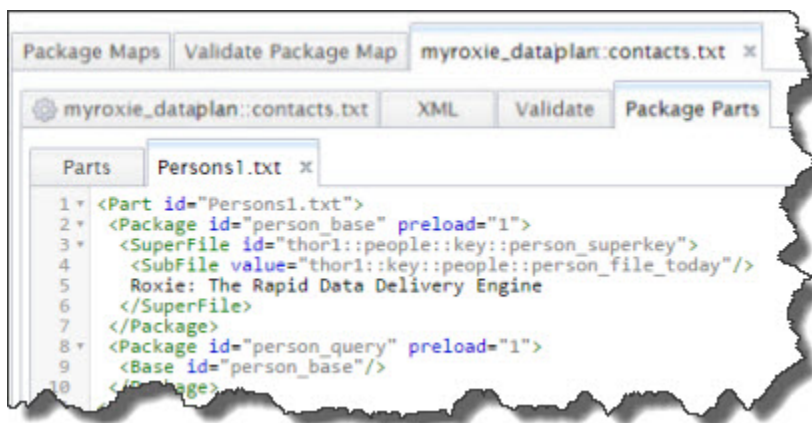 Package Maps Validate Package Map myroxie_dataplan::contacts.txt x
myroxie_dataplan::contacts.txt XML Validate Package Parts
Parts Persons1.txt x
1 <Part id="Persons1.txt">
2 <Package id="person_base" preload="1">
3 <SuperFile id="thor1::people::key::person_superkey">
4 <SubFile value="thor1::key::people::person_file_today"/>
5 Roxie: The Rapid Data Delivery Engine
6 </SuperFile>
7 </Package>
8 <Package id="person_query" preload="1">
9 <Base id="person_base"/>
10 </Package>